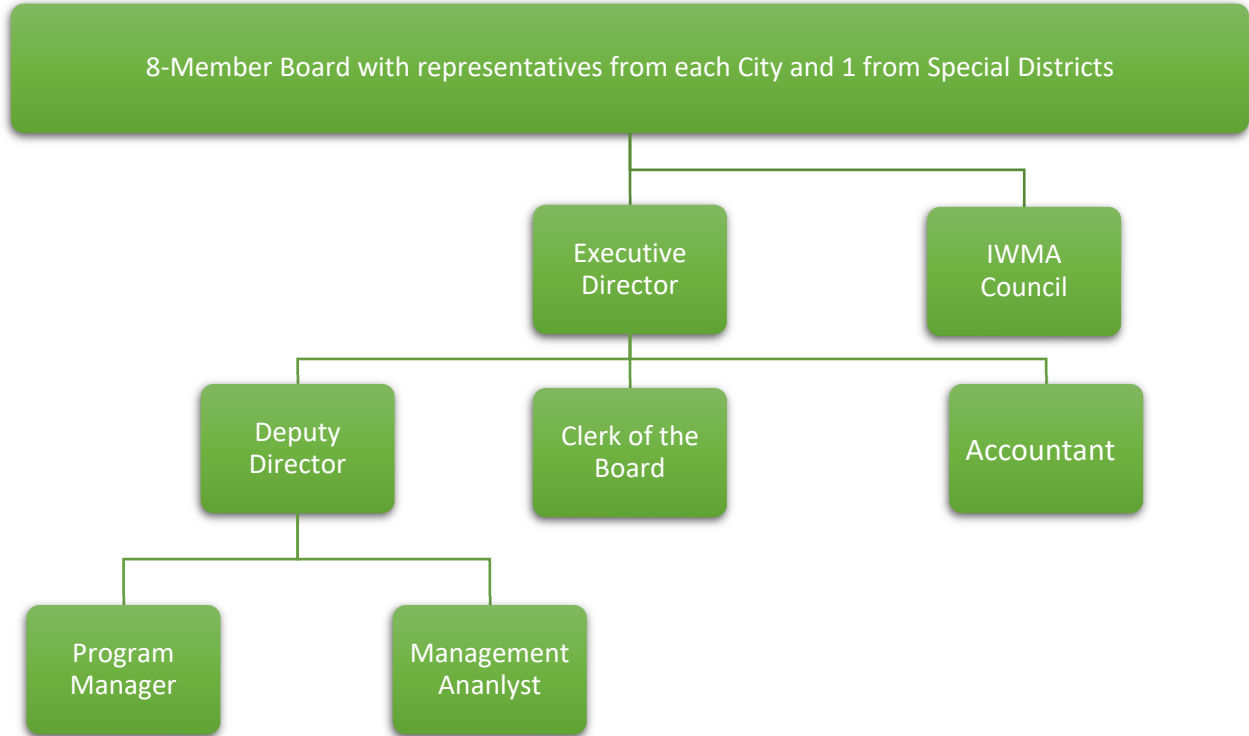 8-Member Board with representatives from each City and 1 from Special Districts
Executive
Director
IWMA
Council
Deputy
Director
Clerk of the
Board
Accountant
Program
Manager
Management
Ananlyst